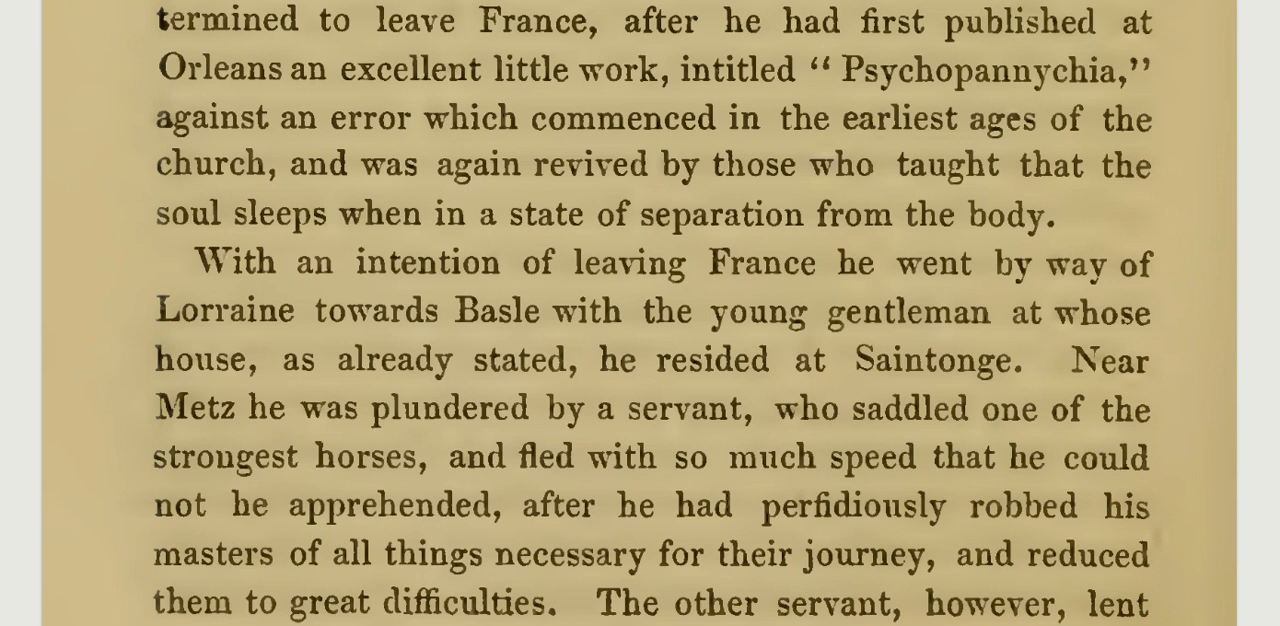 termined to leave France, after he had first published at
Orleans an excellent little work, intitled “ Psychopannychia,”
against an error which commenced in the earliest ages of the
church, and was again revived by those who taught that the
soul sleeps when in a state of separation from the body.
With an intention of leaving France he went by way of
Lorraine towards Basle with the young gentleman at whose
house, as already stated, he resided at Saintonge. Near
Metz he was plundered by a servant, who saddled one of the
strougest horses, and fled with so much speed that he could
not he apprehended, after he had perfidiously robbed his
masters of all things necessary for their journey, and reduced
them to great difficulties. The other servant, however, lent